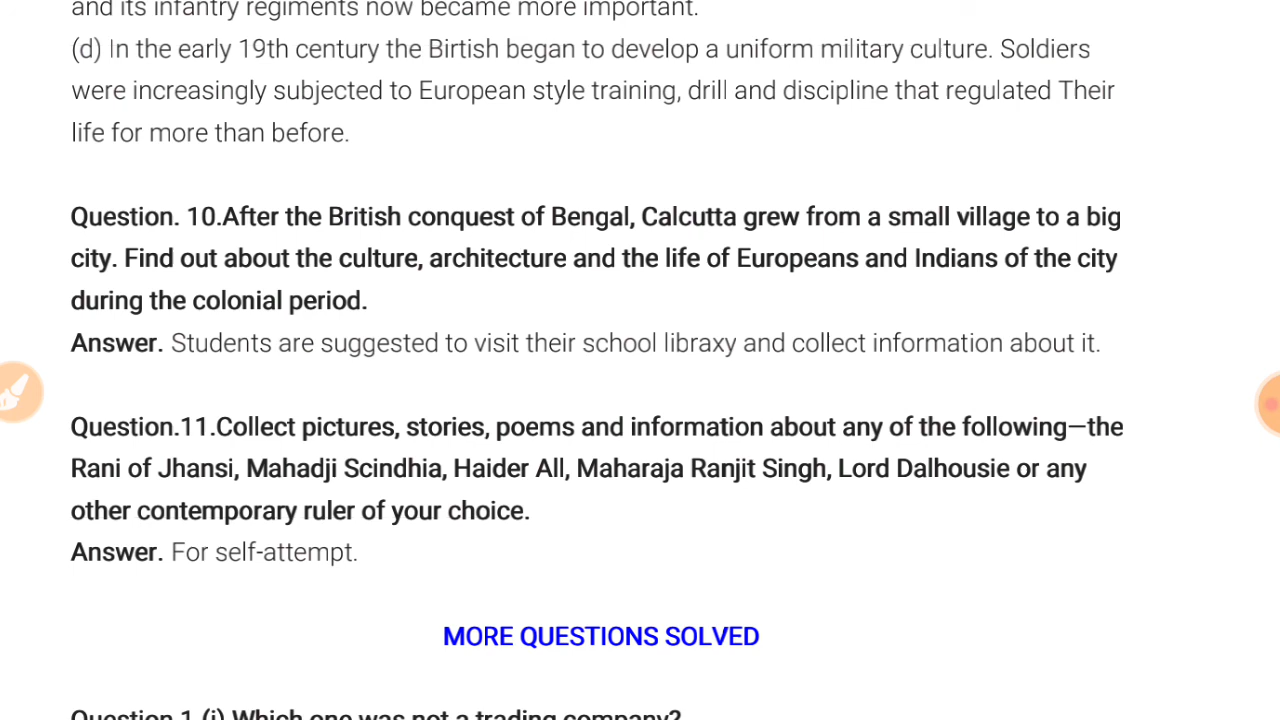 and its infantry regiments now became more important.
(d) In the early 19th century the Birtish began to develop a uniform military culture. Soldiers
were increasingly subjected to European style training, drill and discipline that regulated Their
life for more than before.
Question. 10.After the British conquest of Bengal, Calcutta grew from a small village to a big
city. Find out about the culture, architecture and the life of Europeans and Indians of the city
during the colonial period.
Answer. Students are suggested to visit their school libraxy and collect information about it.
Question.11.Collect pictures, stories, poems and information about any of the following—the
Rani of Jhansi, Mahadji Scindhia, Haider All, Maharaja Ranjit Singh, Lord Dalhousie or any
other contemporary ruler of your choice.
Answer. For self-attempt.
MORE QUESTIONS SOLVED
Question 1 (i) Which one was not a trading company?